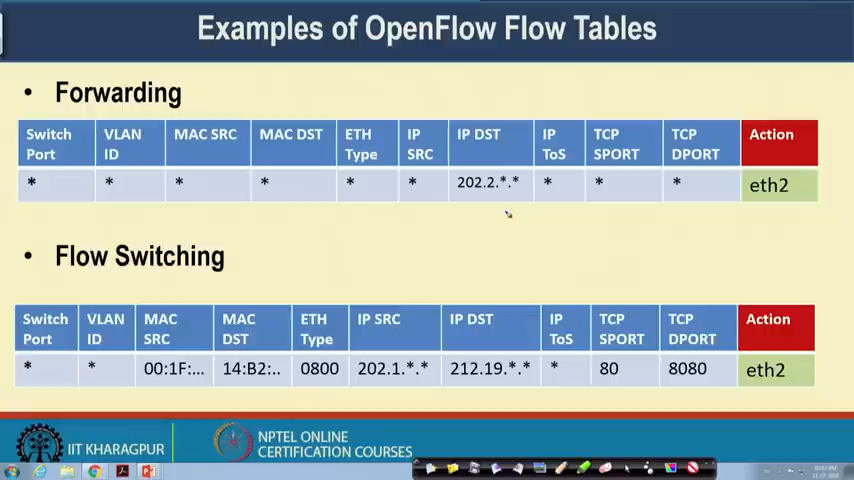 Examples of OpenFlow Flow Tables
• Forwarding
Switch Port VLAN ID MAC SRC MAC DST ETH Type IP SRC IP DST IP ToS TCP SPORT TCP DPORT Action
* * * * * * 202.2.*.* * * * eth2
• Flow Switching
Switch Port VLAN ID MAC SRC MAC DST ETH Type IP SRC IP DST IP ToS TCP SPORT TCP DPORT Action
* * 00:1F:... 14:B2:.. 0800 202.1.*.* 212.19.*.* * 80 8080 eth2
IIT KHARAGPUR
NPTEL ONLINE
CERTIFICATION COURSES